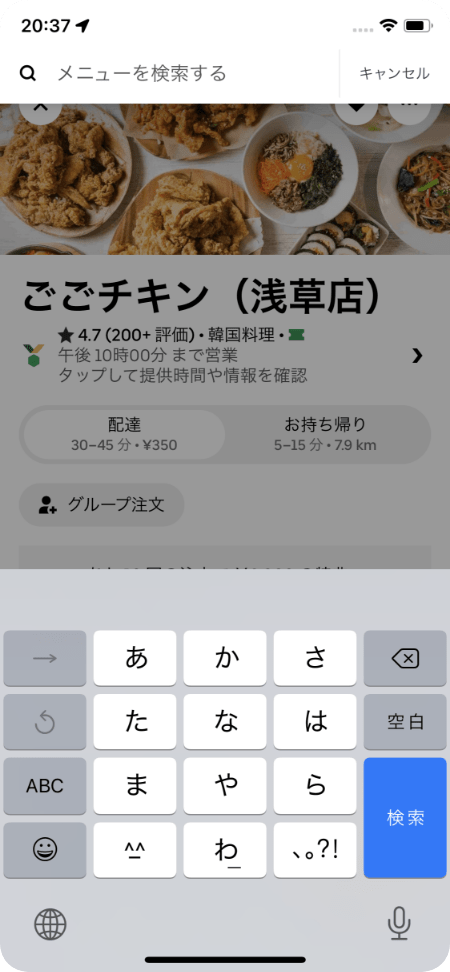 20:37
メニューを検索する
キャンセル
ごごチキン（浅草店）
4.7 (200+ 評価) • 韓国料理 •
午後 10時00分 まで営業
タップして提供時間や情報を確認
配達
30–45 分 • ¥350
お持ち帰り
5–15 分 • 7.9 km
グループ注文
→
あ
か
さ
た
な
は
空白
ABC
ま
や
ら
検索
^^
わ
､｡?!